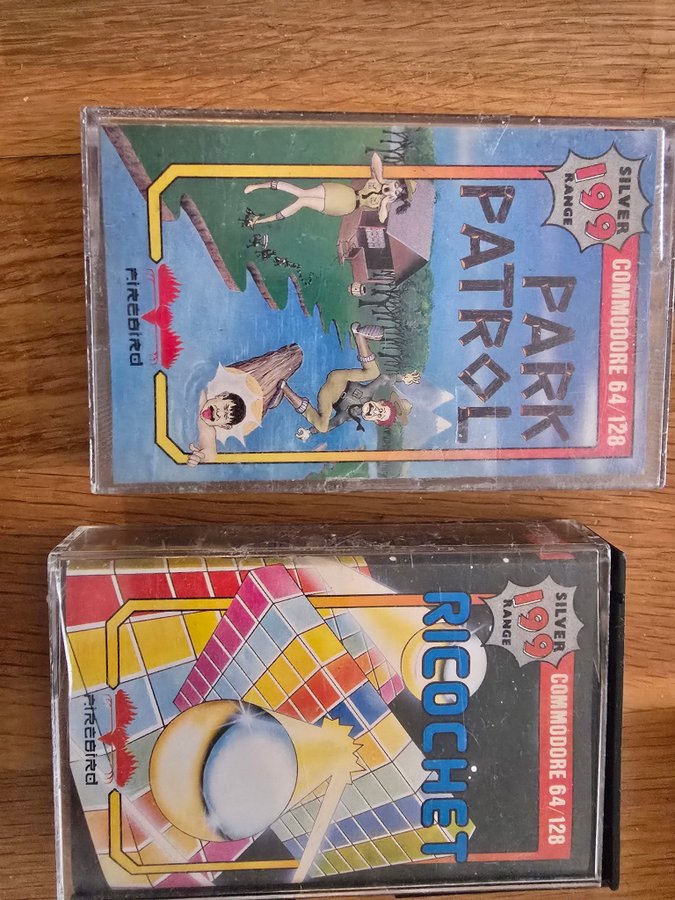 SILVER
199
RANGE
COMMODORE 64/128
PARK
PATROL
FIREBIRD
SILVER
199
RANGE
COMMODORE 64/128
RICOCHET
FIREBIRD